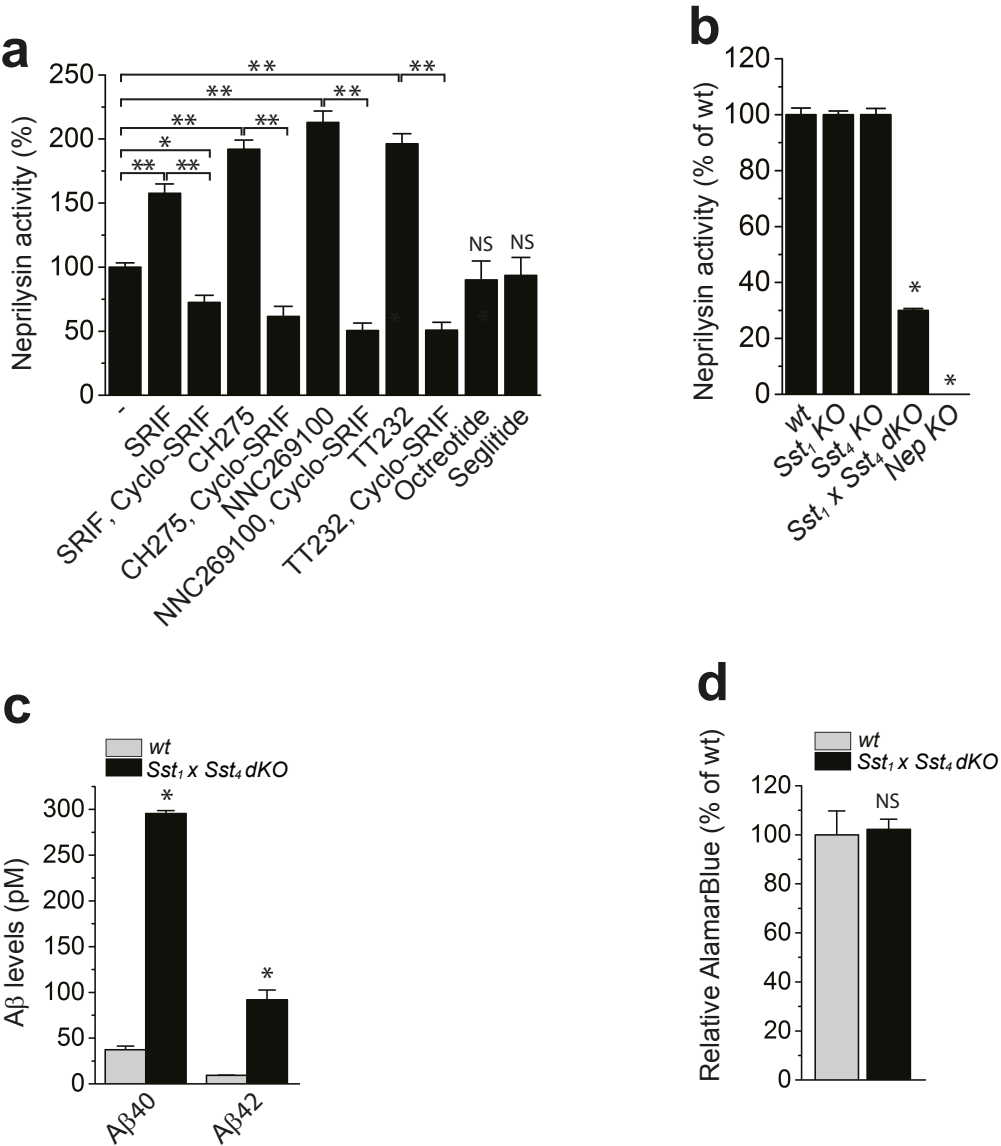 a
250
200
150
100
50
0
Neprilysin activity (%)
**
**
**
**
**
**
*
**
**
NS
NS
*
*
-
SRIF
SRIF, Cyclo-SRIF
CH275
CH275, Cyclo-SRIF
NNC269100
NNC269100, Cyclo-SRIF
TT232
TT232, Cyclo-SRIF
Octreotide
Seglitide
b
120
100
80
60
40
20
0
Neprilysin activity (% of wt)
*
*
wt
Sst₁ KO
Sst₄ KO
Sst₁ x Sst₄ dKO
Nep KO
c
wt
Sst₁ x Sst₄ dKO
300
250
200
150
100
50
0
Aβ levels (pM)
*
*
Aβ40
Aβ42
d
wt
Sst₁ x Sst₄ dKO
120
100
80
60
40
20
0
Relative AlamarBlue (% of wt)
NS